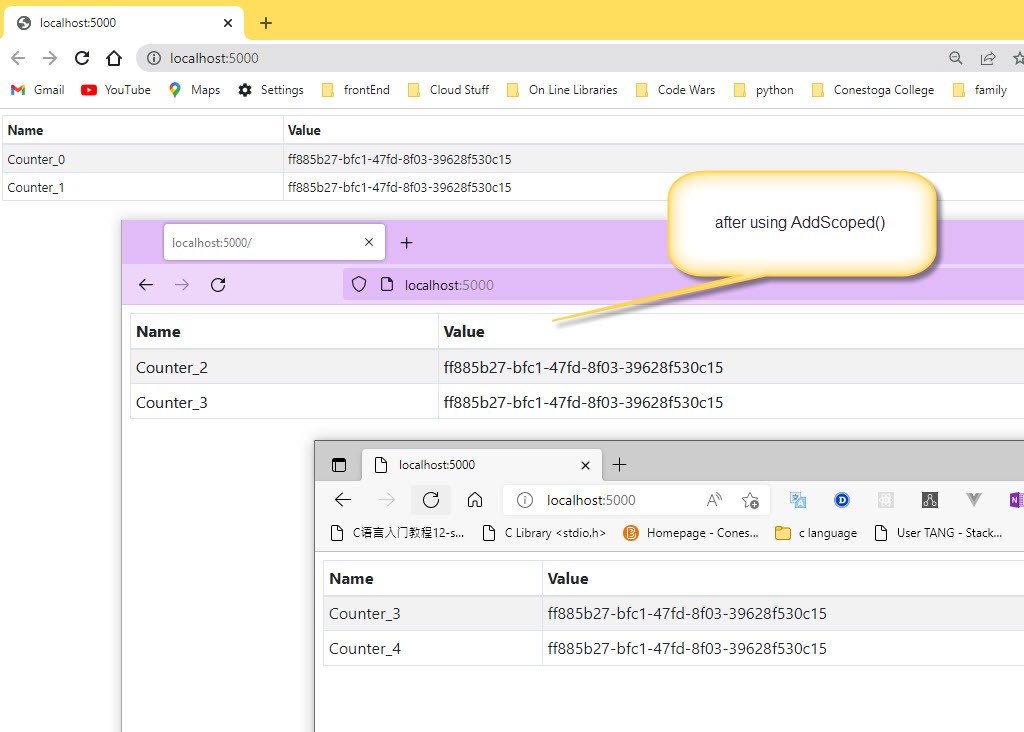 localhost:5000
localhost:5000
Gmail YouTube Maps Settings frontEnd Cloud Stuff On Line Libraries Code Wars python Conestoga College family
Name Value
Counter_0 ff885b27-bfc1-47fd-8f03-39628f530c15
Counter_1 ff885b27-bfc1-47fd-8f03-39628f530c15
after using AddScoped()
localhost:5000/
localhost:5000
Name Value
Counter_2 ff885b27-bfc1-47fd-8f03-39628f530c15
Counter_3 ff885b27-bfc1-47fd-8f03-39628f530c15
localhost:5000
localhost:5000
C语言入门教程12-s... C Library <stdio.h> Homepage - Cones... c language User TANG - Stack...
Name Value
Counter_3 ff885b27-bfc1-47fd-8f03-39628f530c15
Counter_4 ff885b27-bfc1-47fd-8f03-39628f530c15